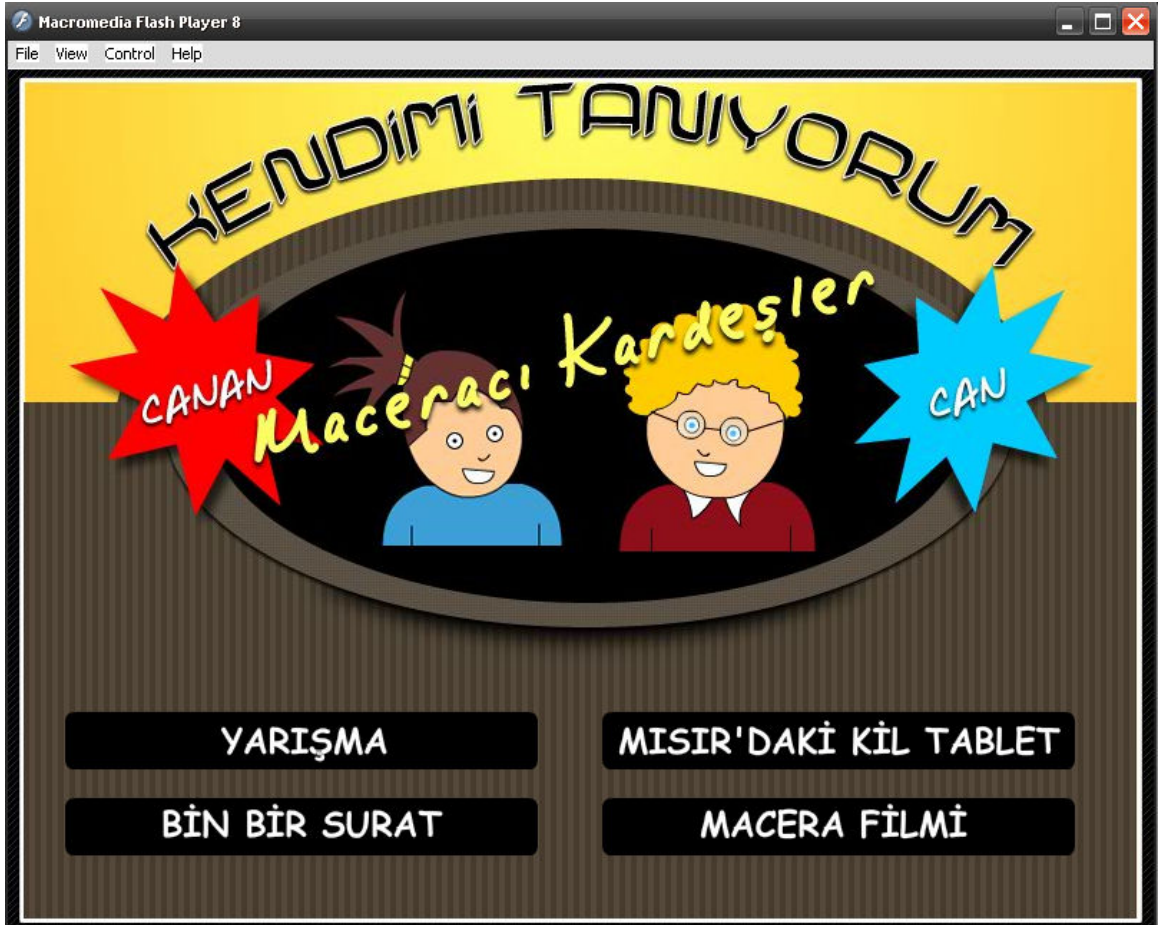 Macromedia Flash Player 8
File View Control Help
KENDİMİ TANIYORUM
Maceracı Kardeşler
CANAN
CAN
YARIŞMA
MISIR'DAKİ KİL TABLET
BİN BİR SURAT
MACERA FİLMİ